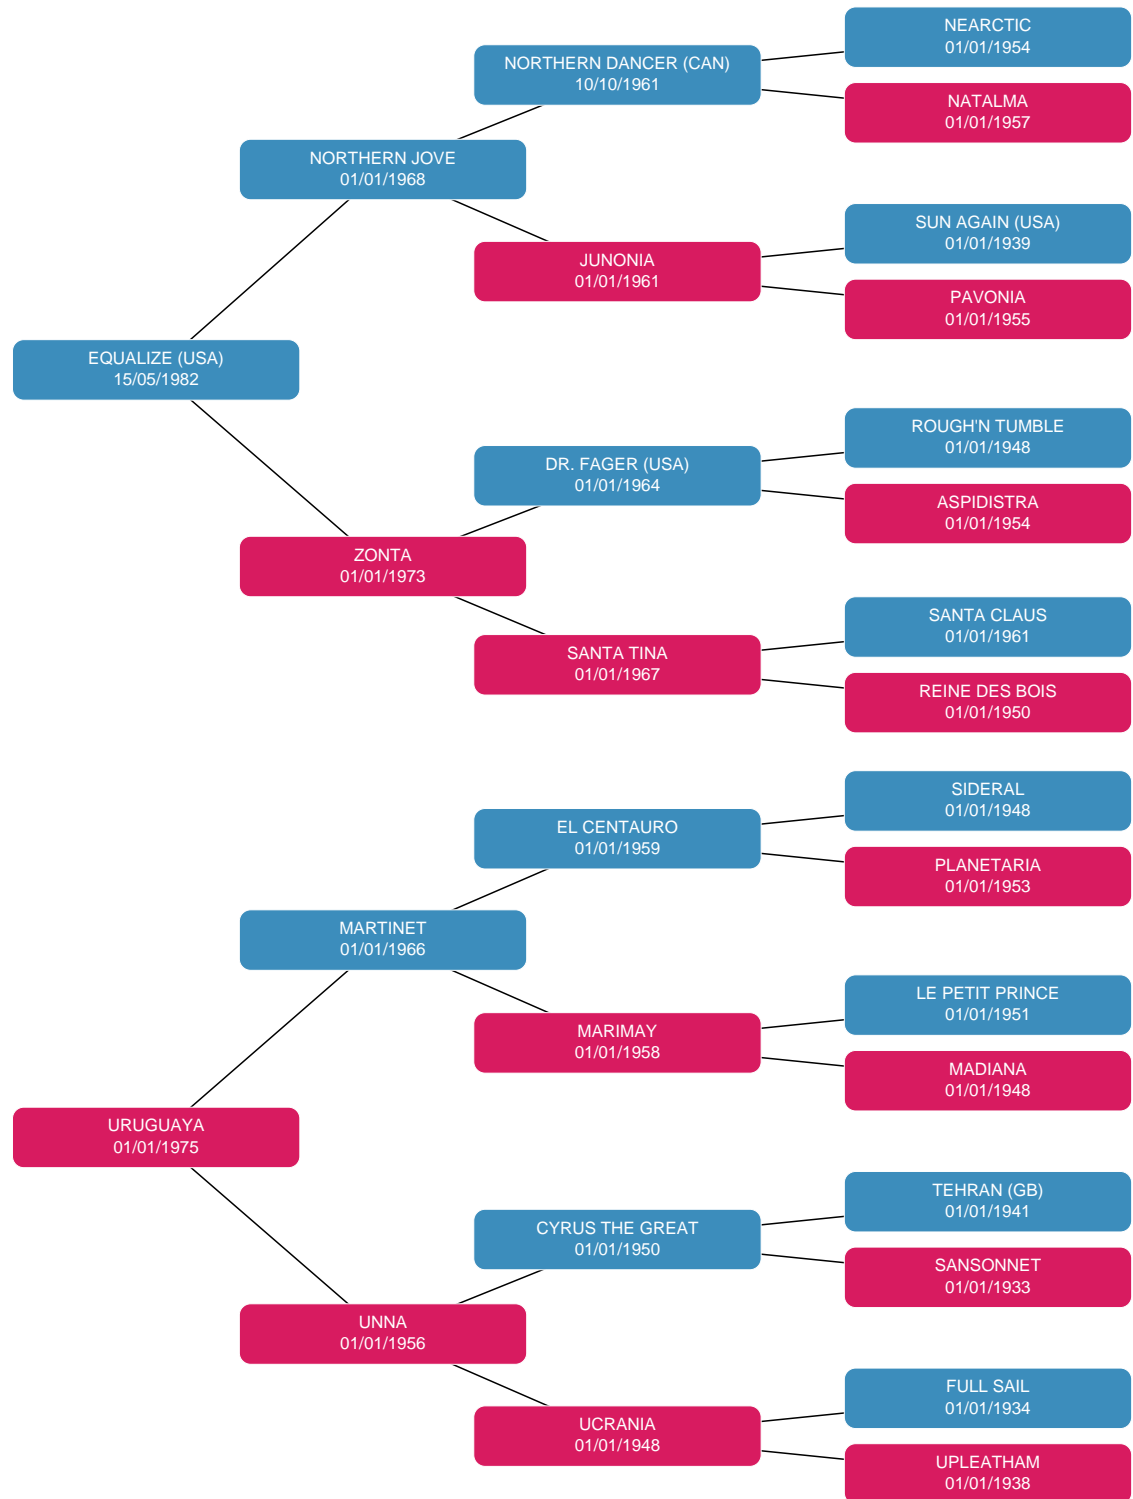 NEARCTIC
01/01/1954
NORTHERN DANCER (CAN)
10/10/1961
NATALMA
01/01/1957
NORTHERN JOVE
01/01/1968
SUN AGAIN (USA)
01/01/1939
JUNONIA
01/01/1961
PAVONIA
01/01/1955
EQUALIZE (USA)
15/05/1982
ROUGH'N TUMBLE
01/01/1948
DR. FAGER (USA)
01/01/1964
ASPIDISTRA
01/01/1954
ZONTA
01/01/1973
SANTA CLAUS
01/01/1961
SANTA TINA
01/01/1967
REINE DES BOIS
01/01/1950
SIDERAL
01/01/1948
EL CENTAURO
01/01/1959
PLANETARIA
01/01/1953
MARTINET
01/01/1966
LE PETIT PRINCE
01/01/1951
MARIMAY
01/01/1958
MADIANA
01/01/1948
URUGUAYA
01/01/1975
TEHRAN (GB)
01/01/1941
CYRUS THE GREAT
01/01/1950
SANSONNET
01/01/1933
UNNA
01/01/1956
FULL SAIL
01/01/1934
UCRANIA
01/01/1948
UPLEATHAM
01/01/1938